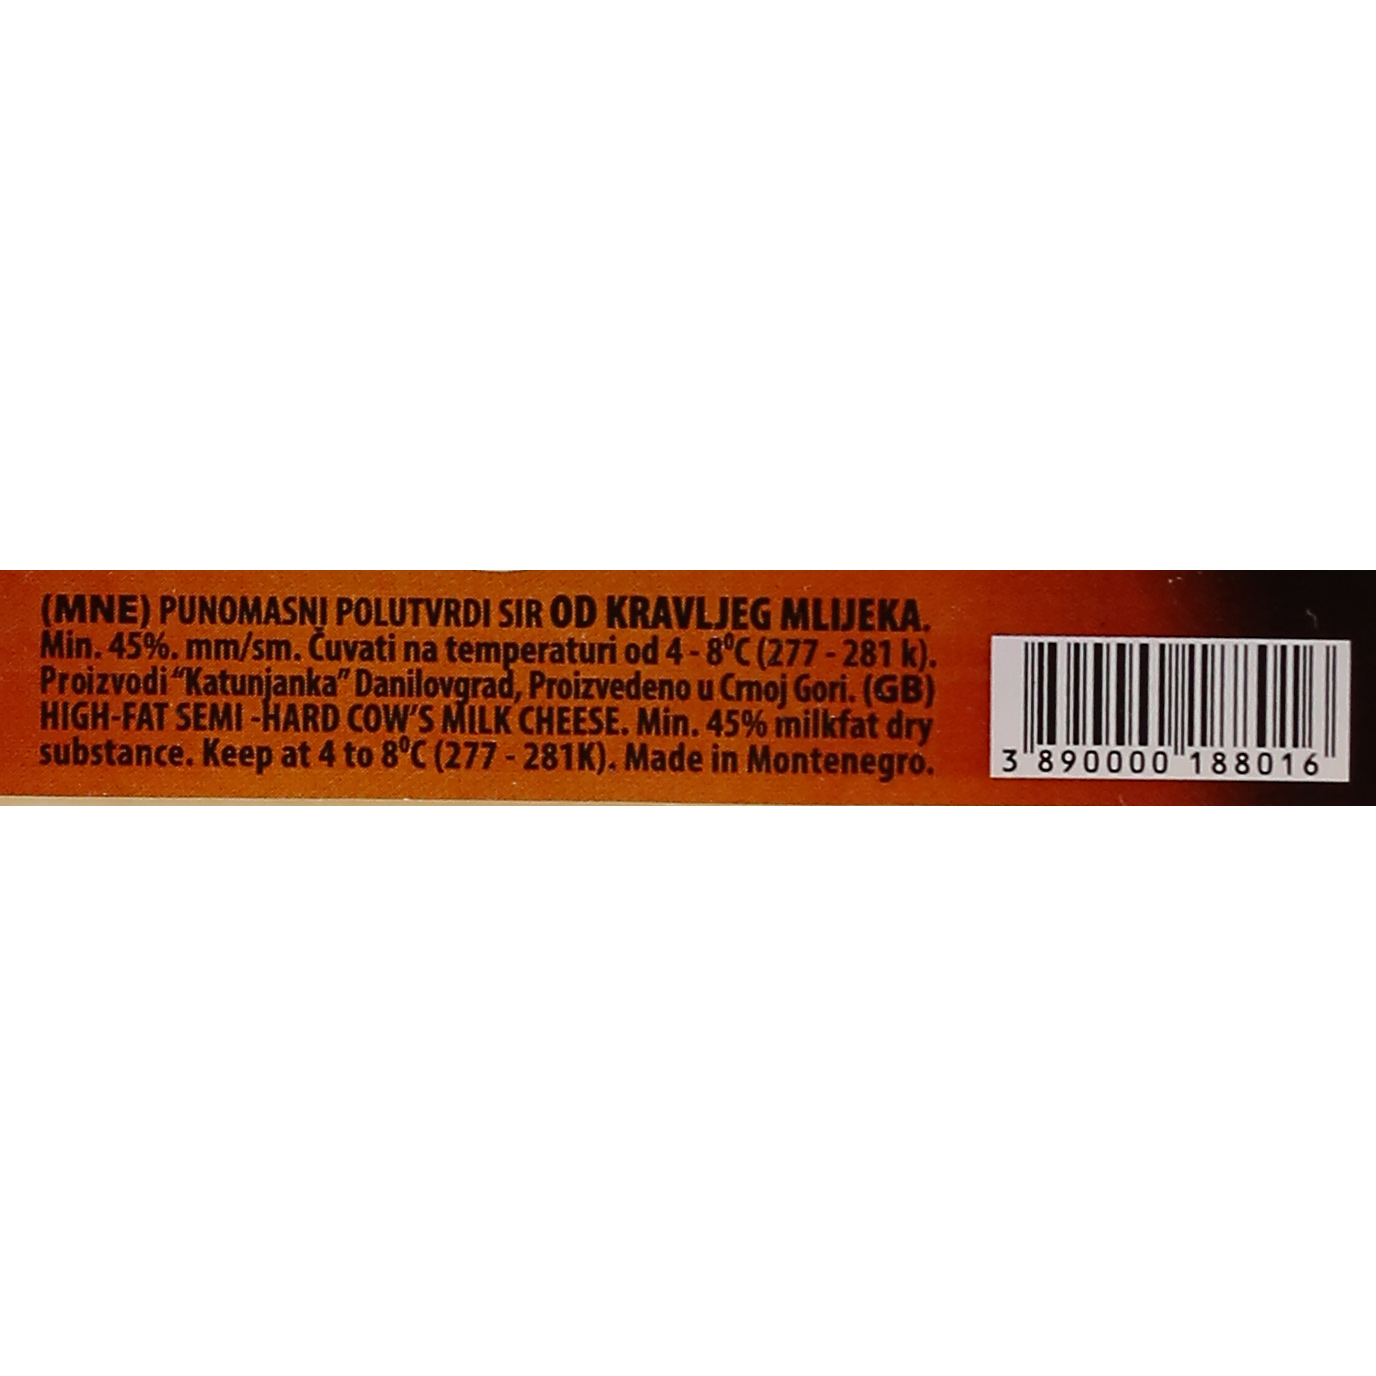 (MNE) PUNOMASNI POLUTVRDI SIR OD KRAVLJEG MLIJEKA.
Min. 45%. mm/sm. Čuvati na temperaturi od 4 - 8⁰C (277 - 281 k).
Proizvodi “Katunjanka” Danilovgrad, Proizvedeno u Crnoj Gori. (GB)
HIGH-FAT SEMI -HARD COW'S MILK CHEESE. Min. 45% milkfat dry
substance. Keep at 4 to 8⁰C (277 - 281K). Made in Montenegro.
3 890000 188016